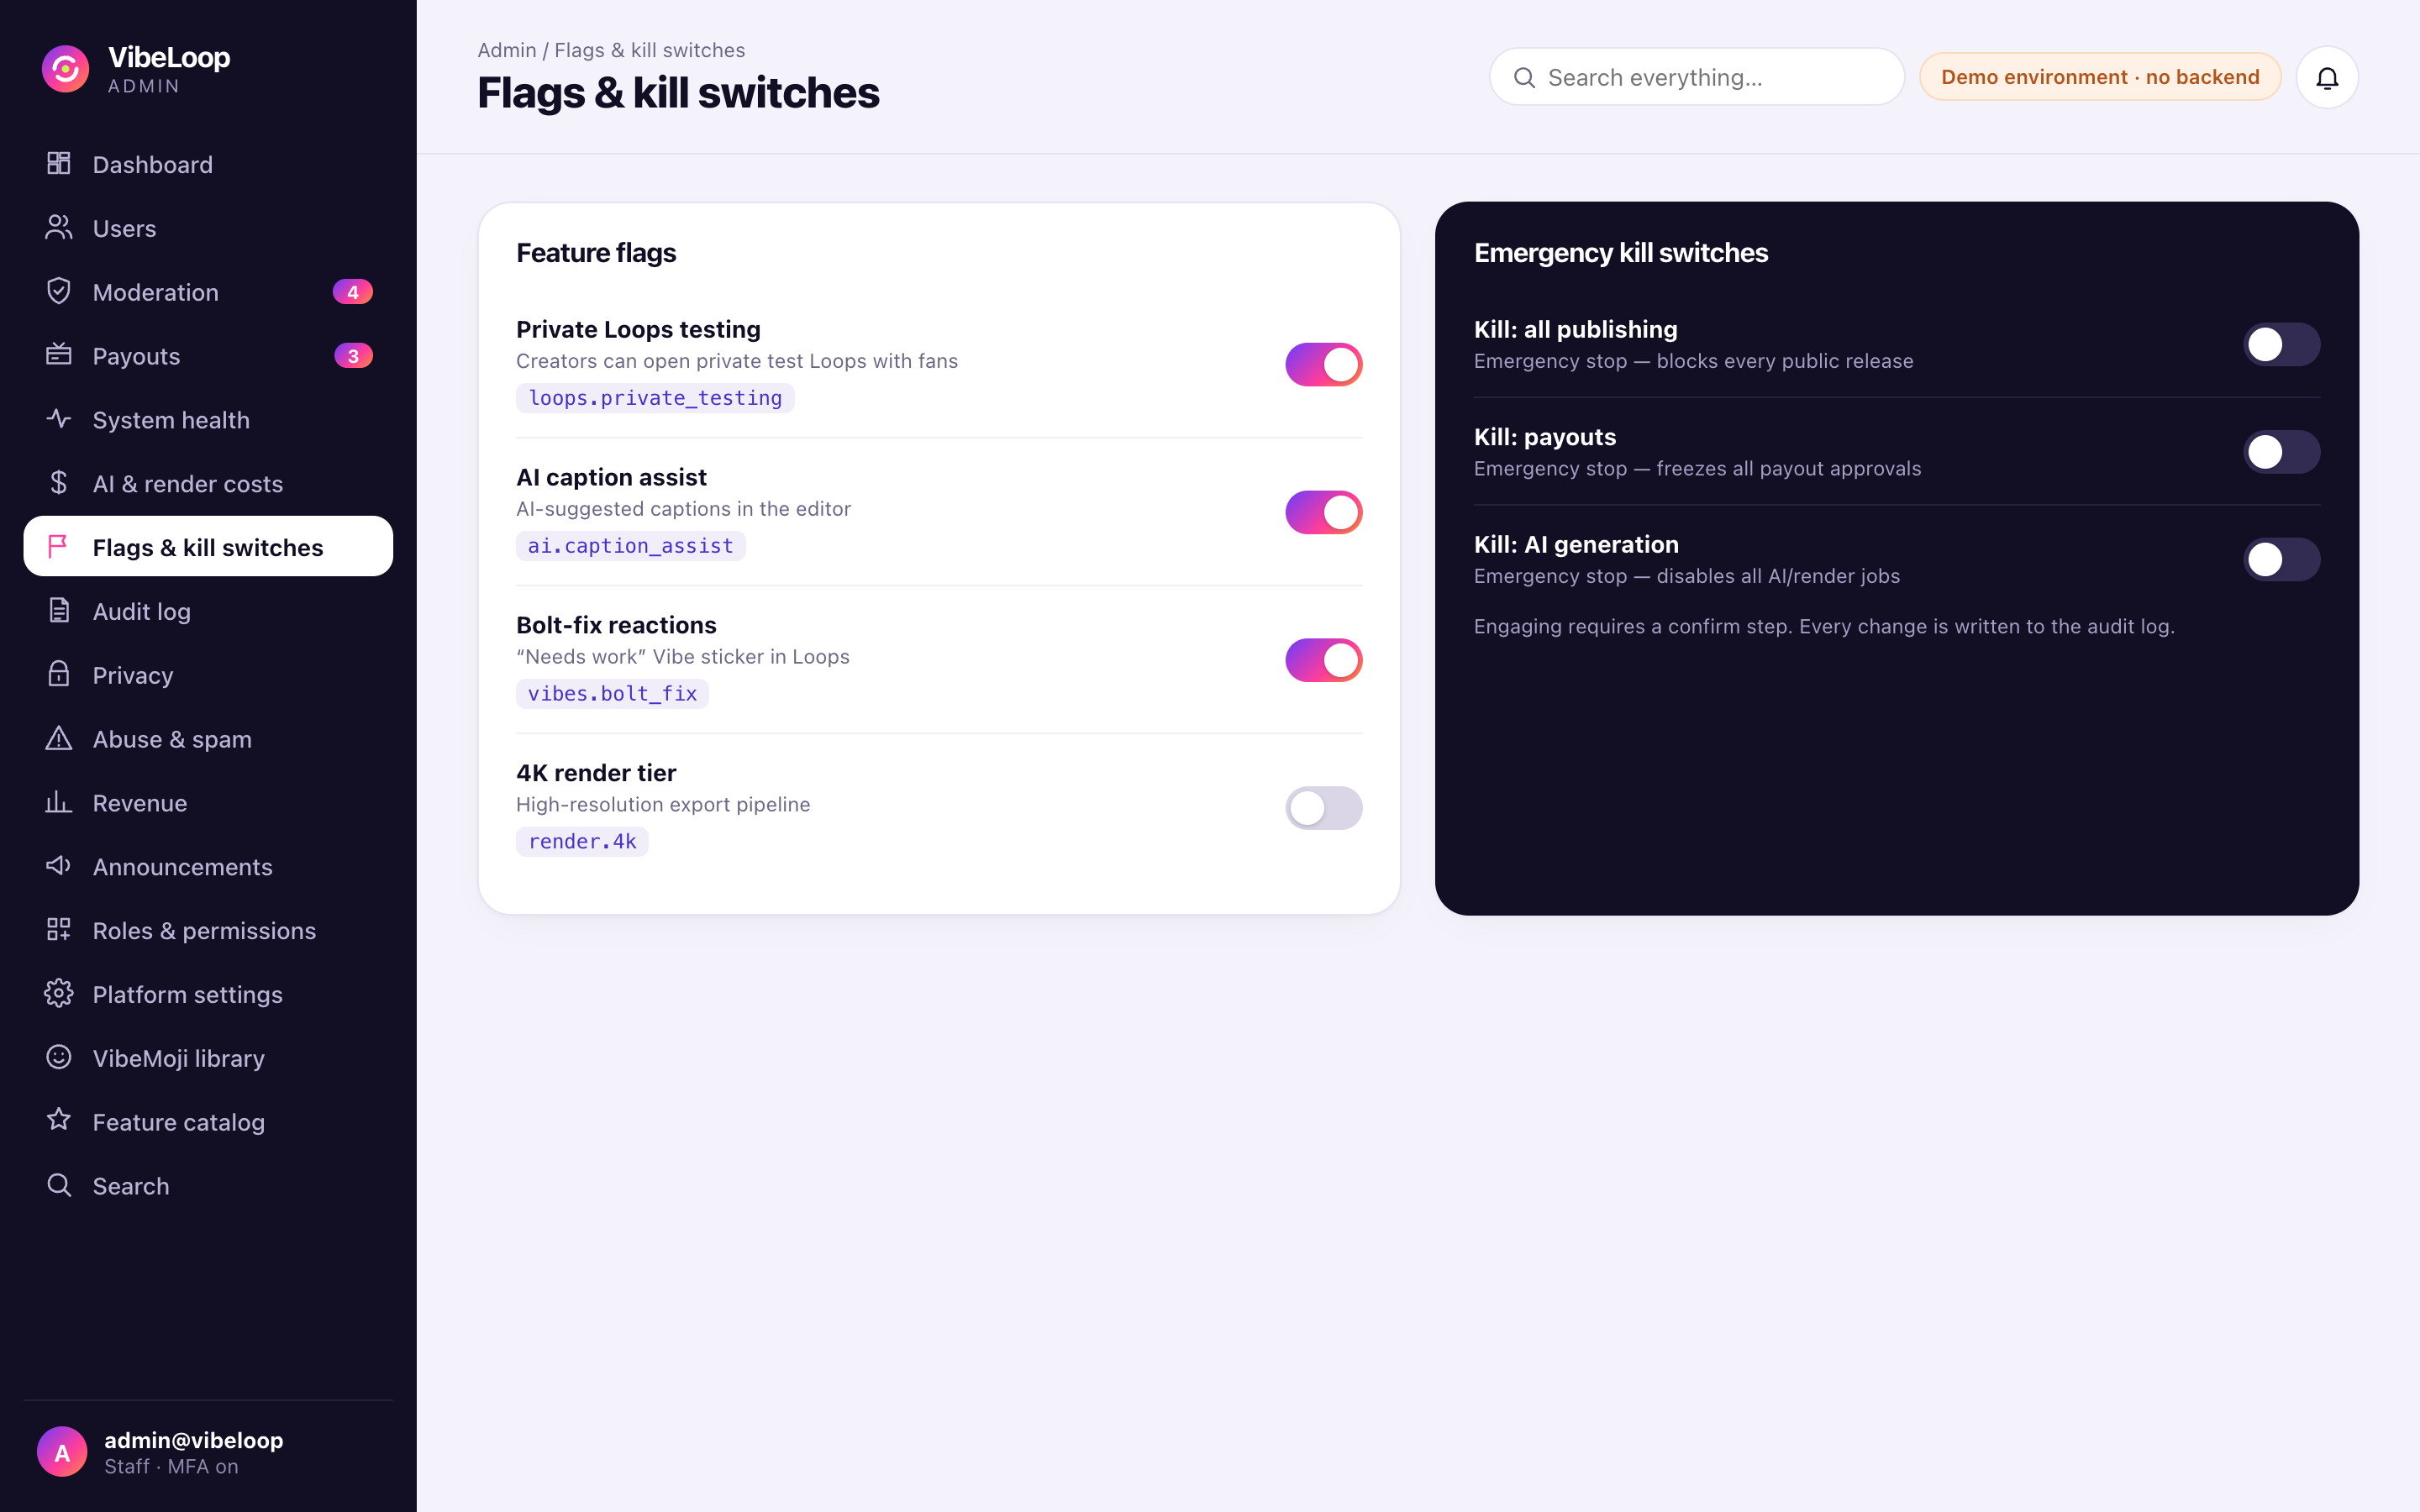 VibeLoop
ADMIN
Dashboard
Users
Moderation 4
Payouts 3
System health
AI & render costs
Flags & kill switches
Audit log
Privacy
Abuse & spam
Revenue
Announcements
Roles & permissions
Platform settings
VibeMoji library
Feature catalog
Search
A
admin@vibeloop
Staff · MFA on
Admin / Flags & kill switches
Flags & kill switches
Search everything...
Demo environment · no backend
Feature flags
Private Loops testing
Creators can open private test Loops with fans
loops.private_testing
AI caption assist
AI-suggested captions in the editor
ai.caption_assist
Bolt-fix reactions
“Needs work” Vibe sticker in Loops
vibes.bolt_fix
4K render tier
High-resolution export pipeline
render.4k
Emergency kill switches
Kill: all publishing
Emergency stop — blocks every public release
Kill: payouts
Emergency stop — freezes all payout approvals
Kill: AI generation
Emergency stop — disables all AI/render jobs
Engaging requires a confirm step. Every change is written to the audit log.